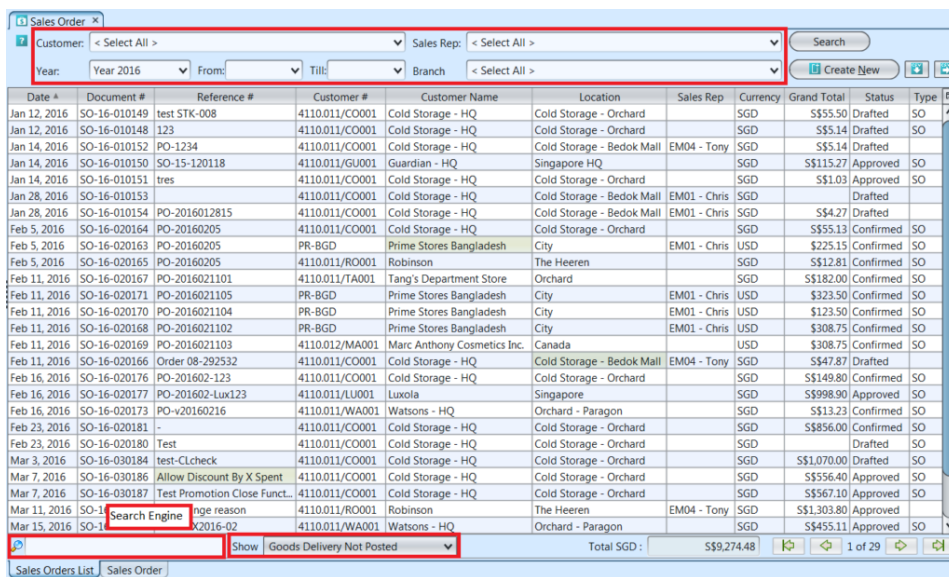 Sales Order ×
? Customer: < Select All > Sales Rep: < Select All > Search
Year: Year 2016 From: Till: Branch < Select All > Create New
Date Document # Reference # Customer # Customer Name Location Sales Rep Currency Grand Total Status Type
Jan 12, 2016 SO-16-010149 test STK-008 4110.011/CO001 Cold Storage - HQ Cold Storage - Orchard SGD S$55.50 Drafted SO
Jan 12, 2016 SO-16-010148 123 4110.011/CO001 Cold Storage - HQ Cold Storage - Orchard SGD S$5.14 Drafted SO
Jan 14, 2016 SO-16-010152 PO-1234 4110.011/CO001 Cold Storage - HQ Cold Storage - Bedok Mall EM04 - Tony SGD S$5.14 Drafted
Jan 14, 2016 SO-16-010150 SO-15-120118 4110.011/GU001 Guardian - HQ Singapore HQ SGD S$115.27 Approved SO
Jan 14, 2016 SO-16-010151 tres 4110.011/CO001 Cold Storage - HQ Cold Storage - Orchard SGD S$1.03 Approved SO
Jan 28, 2016 SO-16-010153 4110.011/CO001 Cold Storage - HQ Cold Storage - Bedok Mall EM01 - Chris SGD Drafted
Jan 28, 2016 SO-16-010154 PO-2016012815 4110.011/CO001 Cold Storage - HQ Cold Storage - Bedok Mall EM01 - Chris SGD S$4.27 Drafted
Feb 5, 2016 SO-16-020164 PO-20160205 4110.011/CO001 Cold Storage - HQ Cold Storage - Orchard SGD S$55.13 Confirmed SO
Feb 5, 2016 SO-16-020163 PO-20160205 PR-BGD Prime Stores Bangladesh City EM01 - Chris USD $225.15 Confirmed SO
Feb 5, 2016 SO-16-020165 PO-20160205 4110.011/RO001 Robinson The Heeren SGD S$12.81 Confirmed SO
Feb 11, 2016 SO-16-020167 PO-2016021101 4110.011/TA001 Tang's Department Store Orchard SGD S$182.00 Confirmed SO
Feb 11, 2016 SO-16-020171 PO-2016021105 PR-BGD Prime Stores Bangladesh City EM01 - Chris USD $323.50 Confirmed SO
Feb 11, 2016 SO-16-020170 PO-2016021104 PR-BGD Prime Stores Bangladesh City EM01 - Chris USD $123.50 Confirmed SO
Feb 11, 2016 SO-16-020168 PO-2016021102 PR-BGD Prime Stores Bangladesh City EM01 - Chris USD $308.75 Confirmed SO
Feb 11, 2016 SO-16-020169 PO-2016021103 4110.012/MA001 Marc Anthony Cosmetics Inc. Canada USD $308.75 Confirmed SO
Feb 11, 2016 SO-16-020166 Order 08-292532 4110.011/CO001 Cold Storage - HQ Cold Storage - Bedok Mall EM04 - Tony SGD S$47.87 Drafted
Feb 16, 2016 SO-16-020176 PO-201602-123 4110.011/CO001 Cold Storage - HQ Cold Storage - Orchard SGD S$149.80 Confirmed SO
Feb 16, 2016 SO-16-020177 PO-201602-Lux123 4110.011/LU001 Luxola Singapore SGD S$998.90 Approved SO
Feb 16, 2016 SO-16-020173 PO-v20160216 4110.011/WA001 Watsons - HQ Orchard - Paragon SGD S$13.23 Confirmed SO
Feb 23, 2016 SO-16-020181 - 4110.011/CO001 Cold Storage - HQ Cold Storage - Orchard SGD S$856.00 Confirmed SO
Feb 23, 2016 SO-16-020180 Test 4110.011/CO001 Cold Storage - HQ Cold Storage - Orchard SGD Drafted SO
Mar 3, 2016 SO-16-030184 test-CLcheck 4110.011/CO001 Cold Storage - HQ Cold Storage - Orchard SGD S$1,070.00 Drafted SO
Mar 7, 2016 SO-16-030186 Allow Discount By X Spent 4110.011/CO001 Cold Storage - HQ Cold Storage - Orchard SGD S$556.40 Approved SO
Mar 7, 2016 SO-16-030187 Test Promotion Close Funct... 4110.011/CO001 Cold Storage - HQ Cold Storage - Orchard SGD S$567.10 Approved SO
Mar 11, 2016 SO-16 nge reason 4110.011/RO001 Robinson The Heeren EM04 - Tony SGD S$1,303.80 Approved
Search Engine
Mar 15, 2016 SO-16 X2016-02 4110.011/WA001 Watsons - HQ Orchard - Paragon SGD S$455.11 Approved SO
Show Goods Delivery Not Posted Total SGD : S$9,274.48 1 of 29
Sales Orders List Sales Order